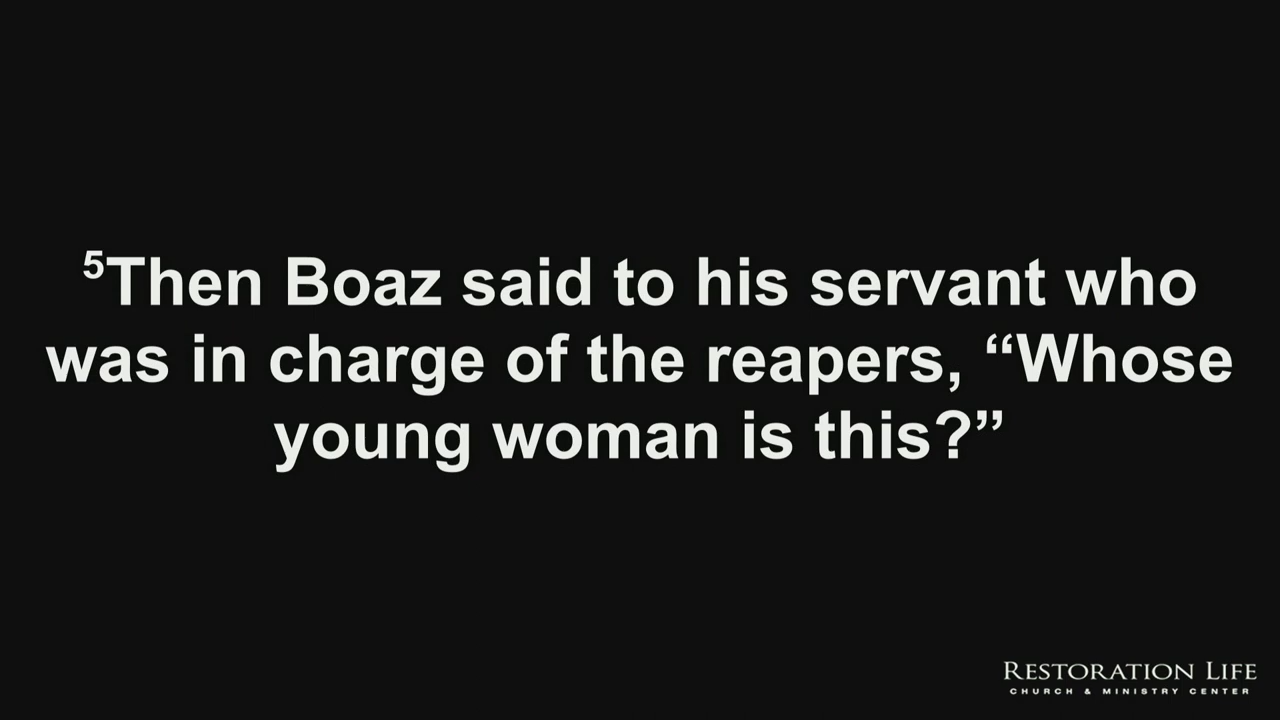 ⁵Then Boaz said to his servant who
was in charge of the reapers, “Whose
young woman is this?”
RESTORATION LIFE
CHURCH & MINISTRY CENTER